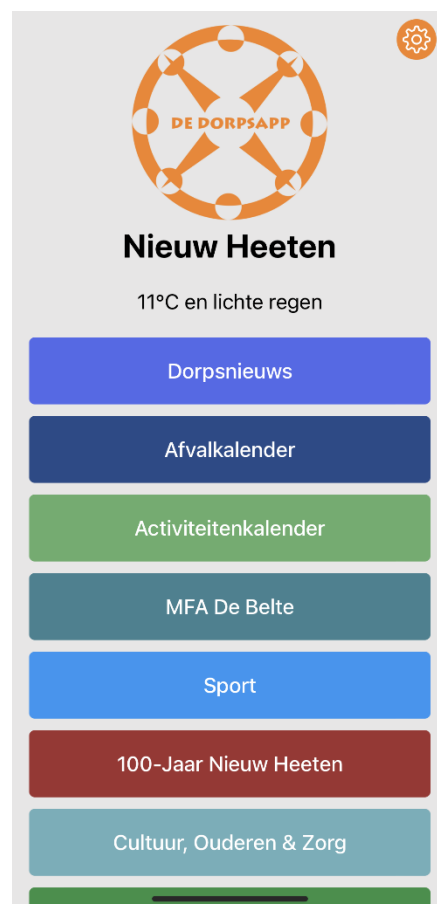 DE DORPSAPP
Nieuw Heeten
11°C en lichte regen
Dorpsnieuws
Afvalkalender
Activiteitenkalender
MFA De Belte
Sport
100-Jaar Nieuw Heeten
Cultuur, Ouderen & Zorg